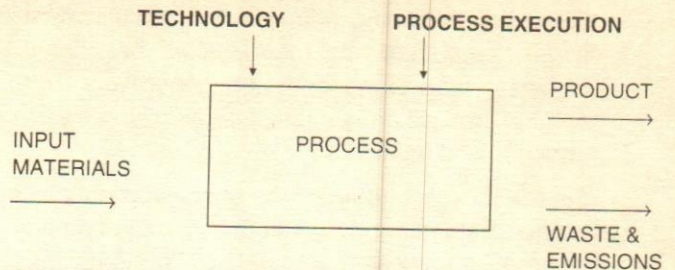 TECHNOLOGY
PROCESS EXECUTION
PRODUCT
INPUT
MATERIALS
PROCESS
WASTE &
EMISSIONS